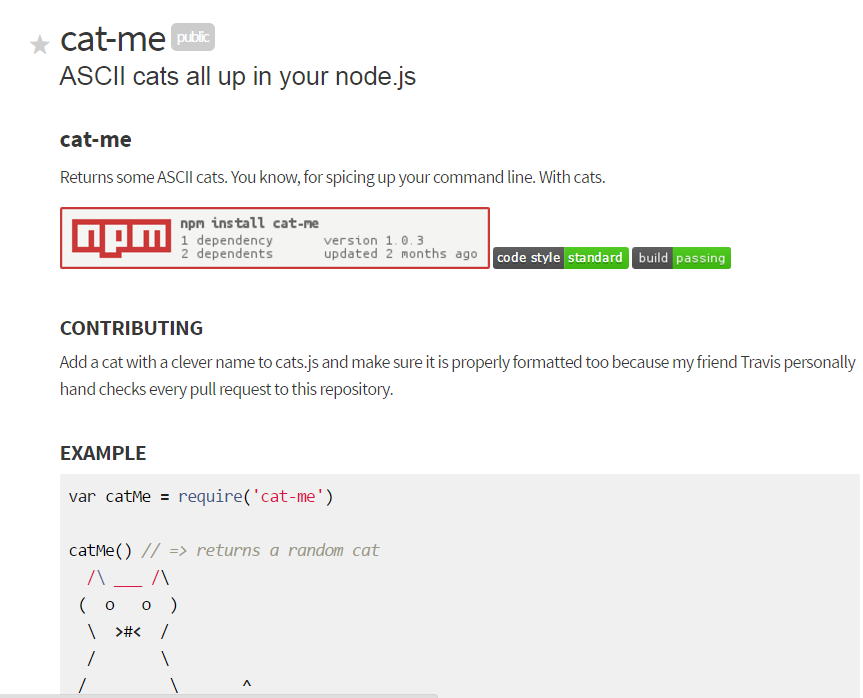 cat-me public
ASCII cats all up in your node.js
cat-me
Returns some ASCII cats. You know, for spicing up your command line. With cats.
npm npm install cat-me
1 dependency version 1.0.3
2 dependents updated 2 months ago
code style standard build passing
CONTRIBUTING
Add a cat with a clever name to cats.js and make sure it is properly formatted too because my friend Travis personally
hand checks every pull request to this repository.
EXAMPLE
var catMe = require('cat-me')
catMe() // => returns a random cat
  /\ ___ /\
 (  o   o  )
  \  >#<  /
  /       \
 /         \       ^